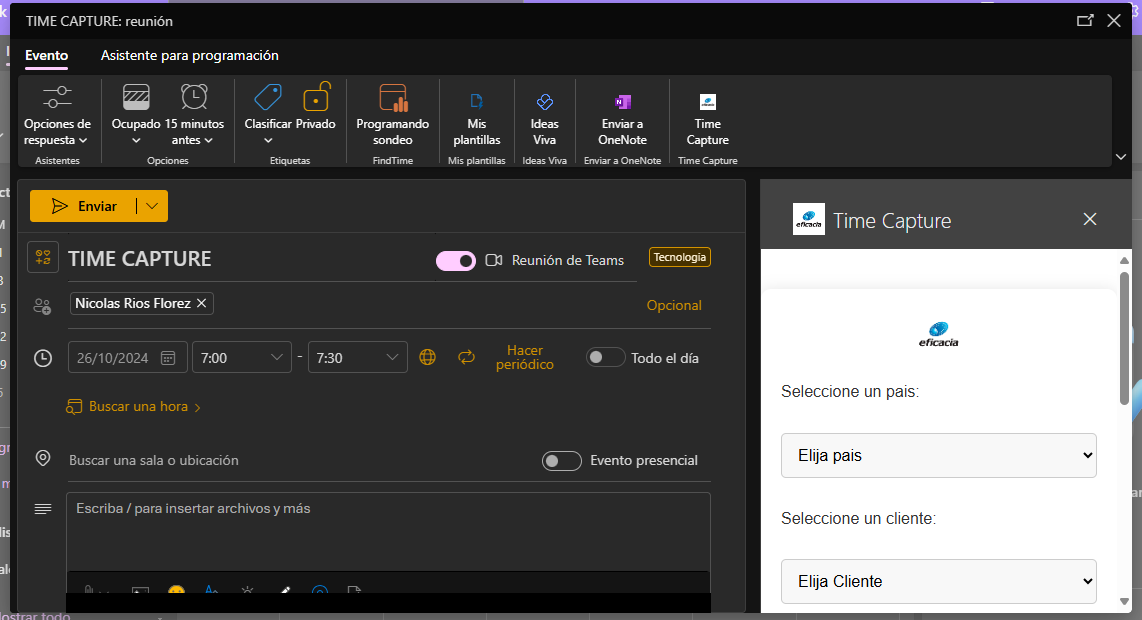 TIME CAPTURE: reunión
Evento
Asistente para programación
Opciones de respuesta
Asistentes
Ocupado
15 minutos antes
Opciones
Clasificar
Privado
Etiquetas
Programando sondeo
FindTime
Mis plantillas
Mis plantillas
Ideas Viva
Ideas Viva
Enviar a OneNote
Enviar a OneNote
Time Capture
Time Capture
Enviar
TIME CAPTURE
Reunión de Teams
Tecnologia
Nicolas Rios Florez
Opcional
26/10/2024
7:00
-
7:30
Hacer periódico
Todo el día
Buscar una hora
Buscar una sala o ubicación
Evento presencial
Escriba / para insertar archivos y más
eficacia
Time Capture
eficacia
Seleccione un pais:
Elija pais
Seleccione un cliente:
Elija Cliente
ostrar todo